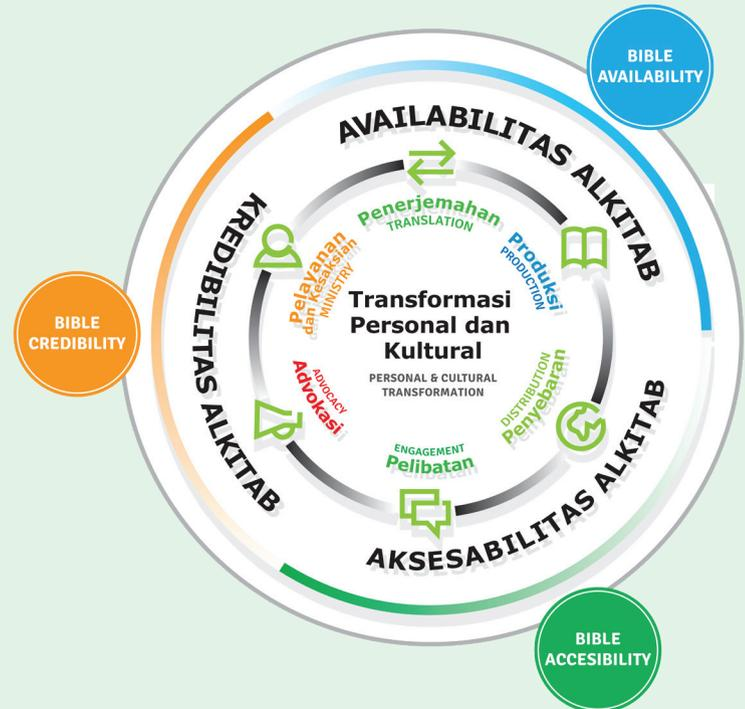 BIBLE
AVAILABILITY
AVAILABILITAS ALKITAB
Penerjemahan
TRANSLATION
Produksi
PRODUCTION
KREDIBILITAS ALKITAB
Pelayanan
dan Kesaksian
MINISTRY
Transformasi
Personal dan
Kultural
PERSONAL & CULTURAL
TRANSFORMATION
BIBLE
CREDIBILITY
ADVOCACY
Advokasi
DISTRIBUTION
Penyebaran
ENGAGEMENT
Pelibatan
AKSESABILITAS ALKITAB
BIBLE
ACCESIBILITY